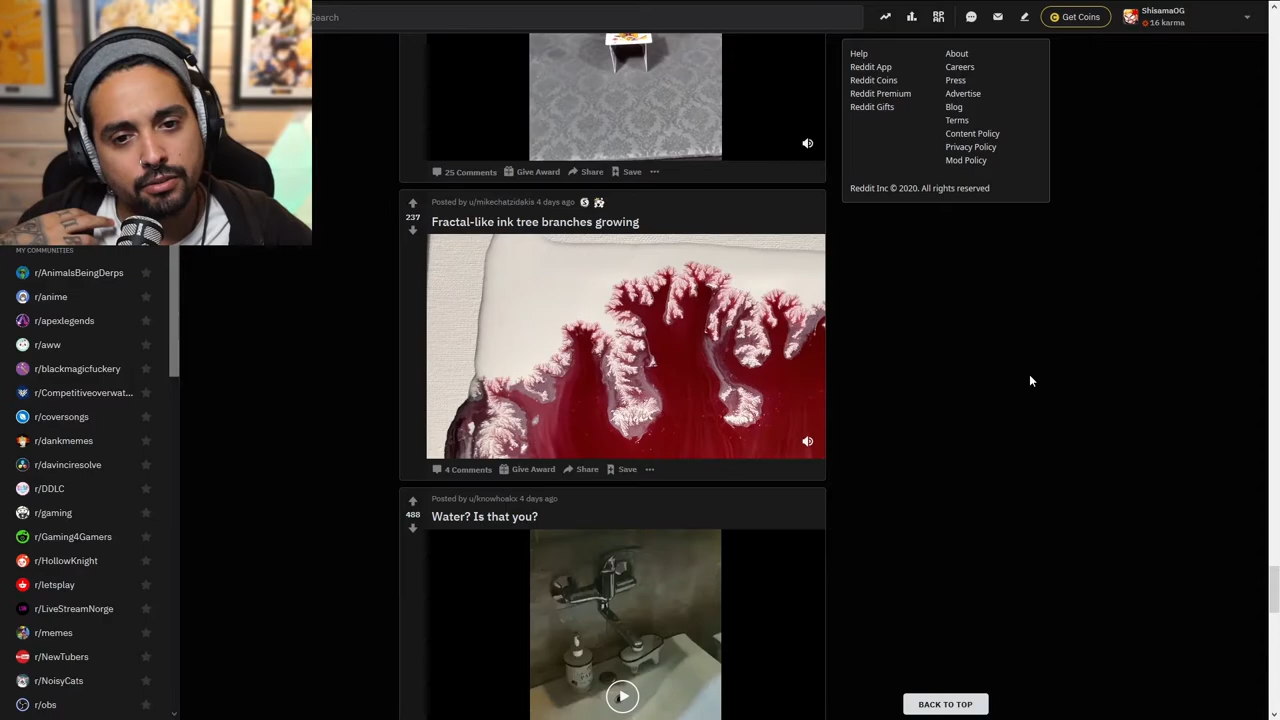 Search
Get Coins
ShisamaOG
16 karma
Help
About
Reddit App
Careers
Reddit Coins
Press
Reddit Premium
Advertise
Reddit Gifts
Blog
Terms
Content Policy
Privacy Policy
Mod Policy
Reddit Inc © 2020. All rights reserved
25 Comments Give Award Share Save
237
Posted by u/mikechatzidakis 4 days ago
Fractal-like ink tree branches growing
4 Comments Give Award Share Save
488
Posted by u/knowhoakx 4 days ago
Water? Is that you?
MY COMMUNITIES
r/AnimalsBeingDerps
r/anime
r/apexlegends
r/aww
r/blackmagicfuckery
r/Competitiveoverwat...
r/coversongs
r/dankmemes
r/davinciresolve
r/DDLC
r/gaming
r/Gaming4Gamers
r/HollowKnight
r/letsplay
r/LiveStreamNorge
r/memes
r/NewTubers
r/NoisyCats
r/obs
BACK TO TOP